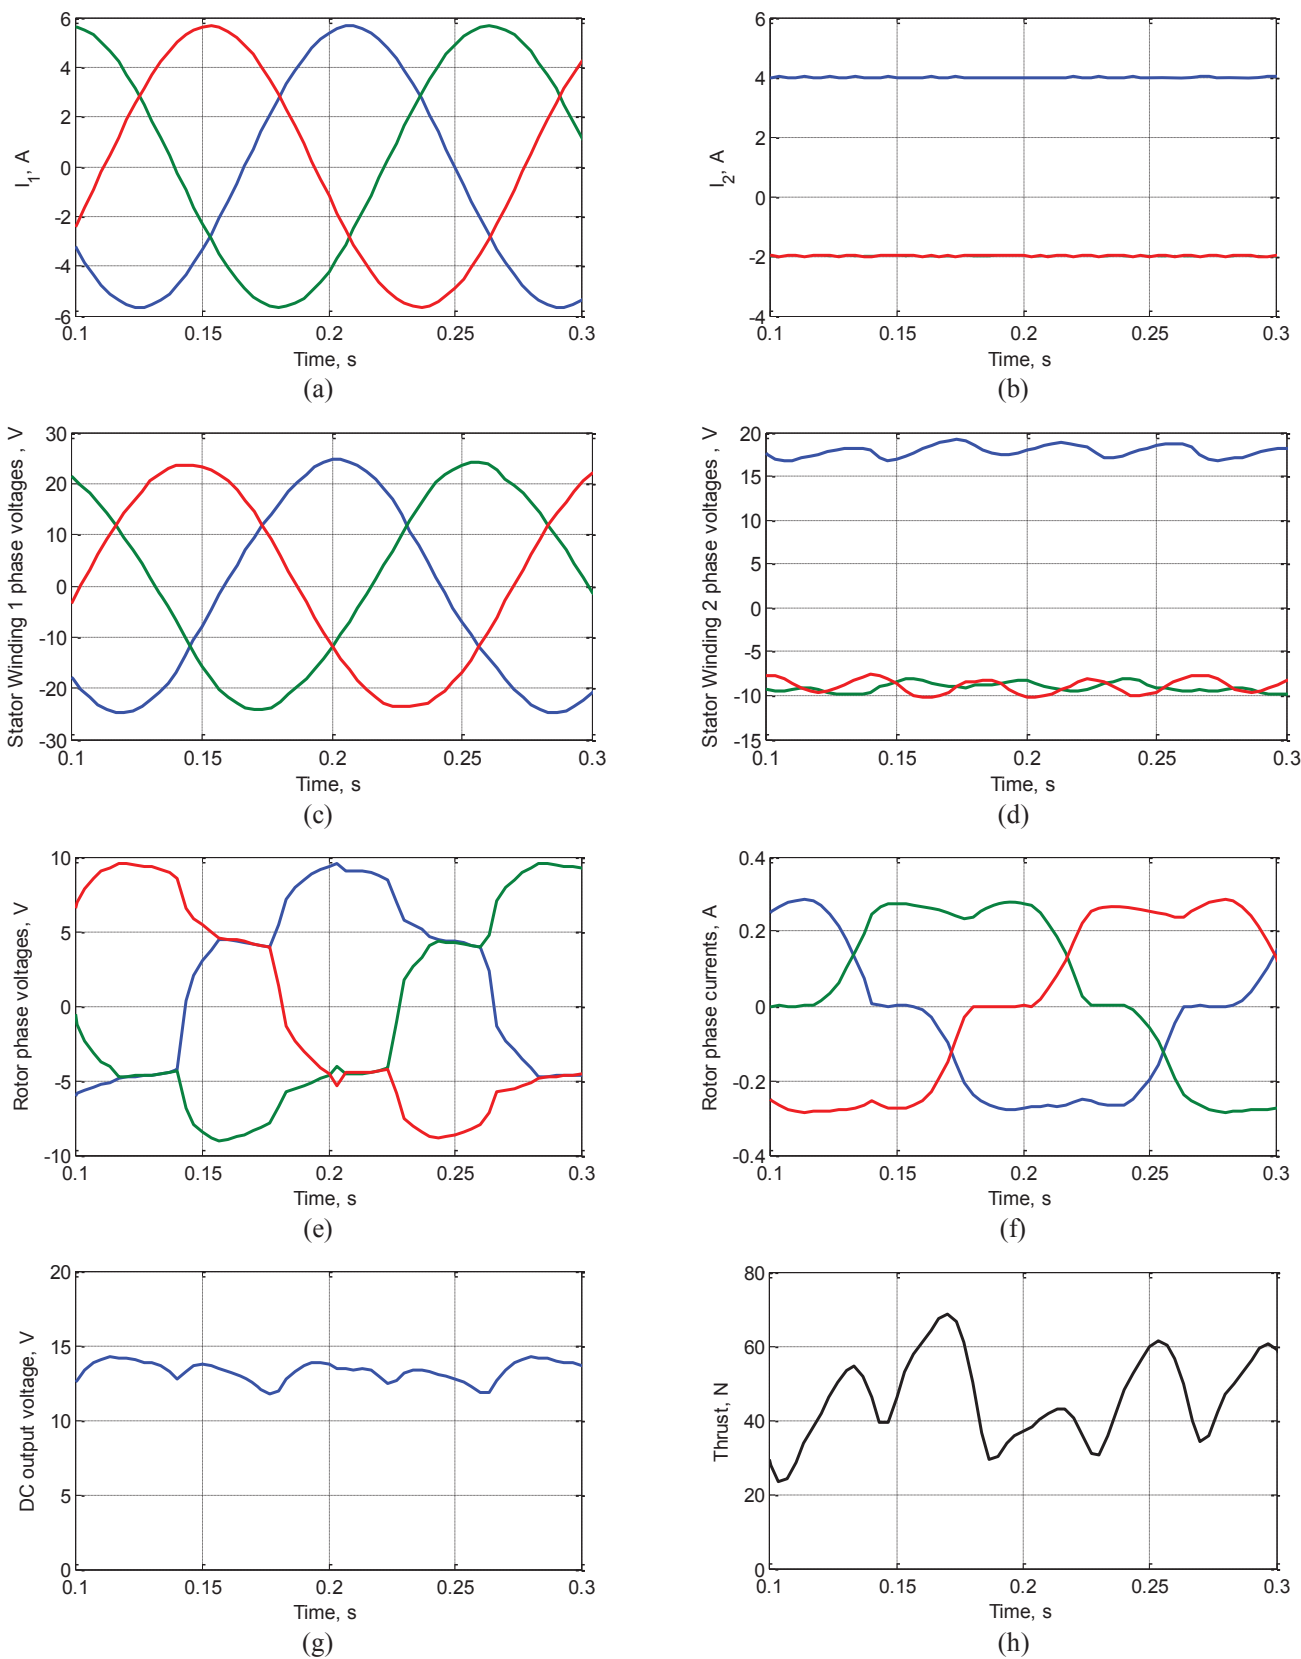 6
4
2
0
-2
-4
-6
I1, A
0.1 0.15 0.2 0.25 0.3
Time, s
(a)
6
4
2
0
-2
-4
I2, A
0.1 0.15 0.2 0.25 0.3
Time, s
(b)
30
20
10
0
-10
-20
-30
Stator Winding 1 phase voltages , V
0.1 0.15 0.2 0.25 0.3
Time, s
(c)
20
15
10
5
0
-5
-10
-15
Stator Winding 2 phase voltages , V
0.1 0.15 0.2 0.25 0.3
Time, s
(d)
10
5
0
-5
-10
Rotor phase voltages, V
0.1 0.15 0.2 0.25 0.3
Time, s
(e)
0.4
0.2
0
-0.2
-0.4
Rotor phase currents, A
0.1 0.15 0.2 0.25 0.3
Time, s
(f)
20
15
10
5
0
DC output voltage, V
0.1 0.15 0.2 0.25 0.3
Time, s
(g)
80
60
40
20
0
Thrust, N
0.1 0.15 0.2 0.25 0.3
Time, s
(h)